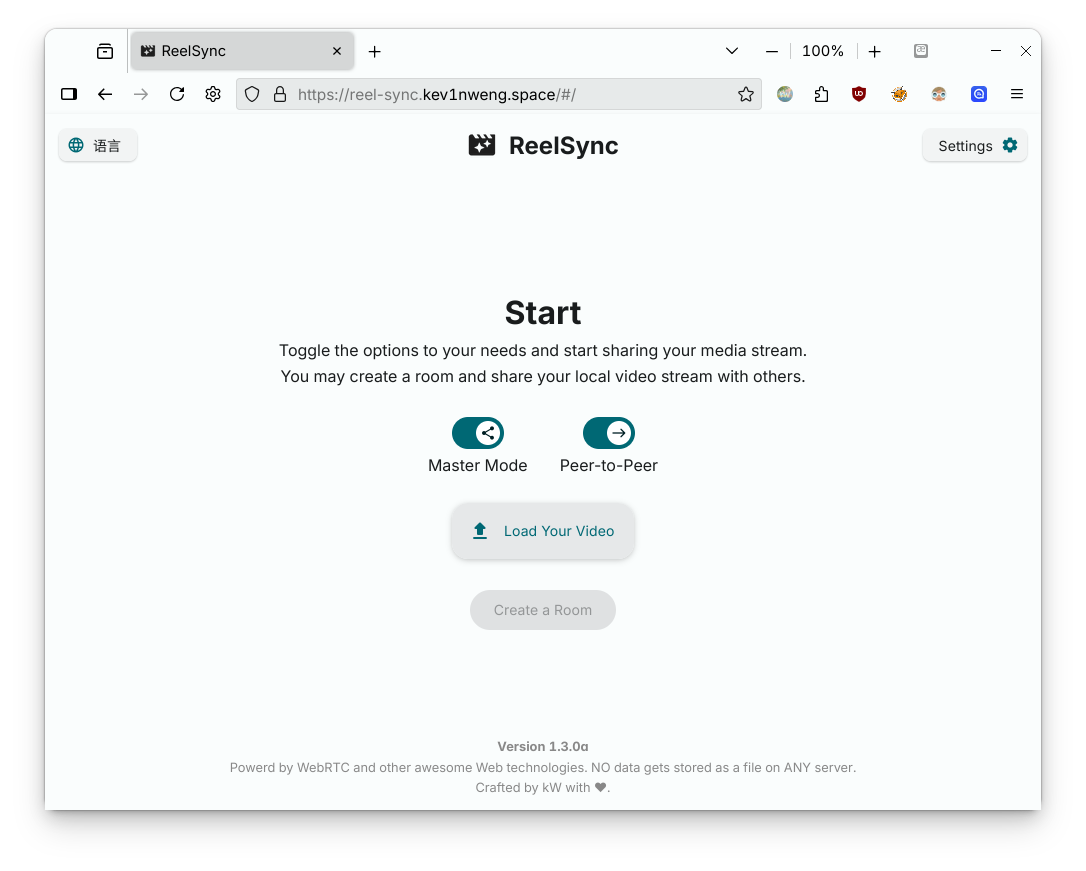 ReelSync
100%
https://reel-sync.kev1nweng.space/#/
语言
ReelSync
Settings
Start
Toggle the options to your needs and start sharing your media stream.
You may create a room and share your local video stream with others.
Master Mode
Peer-to-Peer
Load Your Video
Create a Room
Version 1.3.0α
Powerd by WebRTC and other awesome Web technologies. NO data gets stored as a file on ANY server.
Crafted by kW with ❤.